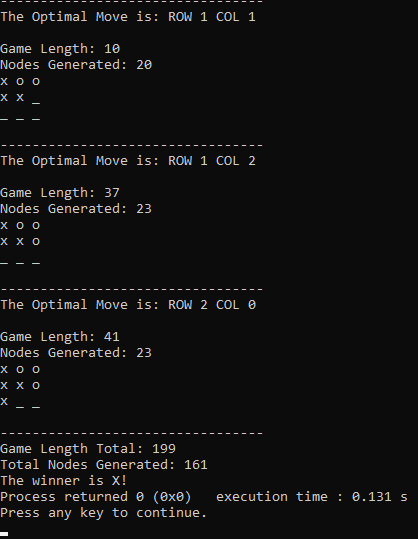 ---------------------------------
The Optimal Move is: ROW 1 COL 1
Game Length: 10
Nodes Generated: 20
x o o
x x _
_ _ _
---------------------------------
The Optimal Move is: ROW 1 COL 2
Game Length: 37
Nodes Generated: 23
x o o
x x o
_ _ _
---------------------------------
The Optimal Move is: ROW 2 COL 0
Game Length: 41
Nodes Generated: 23
x o o
x x o
x _ _
---------------------------------
Game Length Total: 199
Total Nodes Generated: 161
The winner is X!
Process returned 0 (0x0)   execution time : 0.131 s
Press any key to continue.